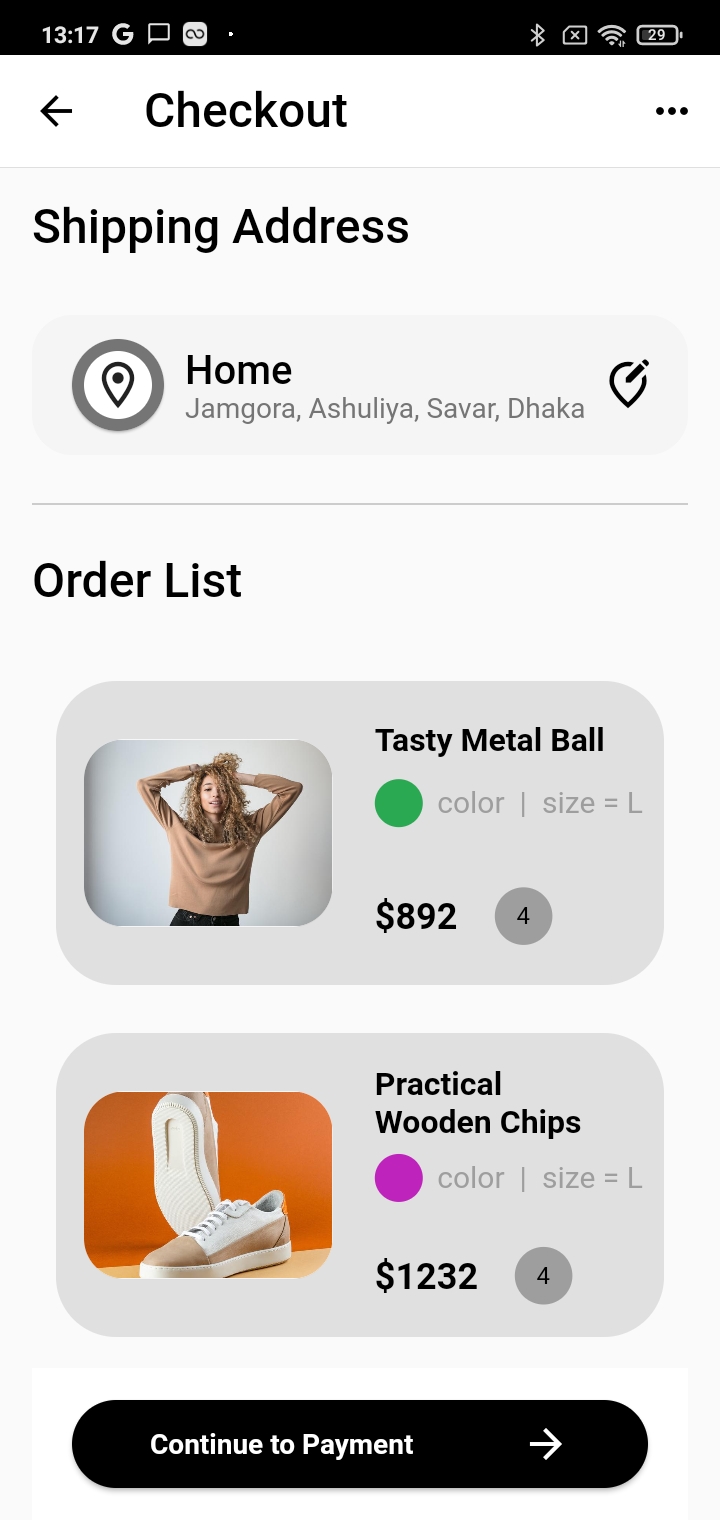 13:17
29
Checkout
Shipping Address
Home
Jamgora, Ashuliya, Savar, Dhaka
Order List
Tasty Metal Ball
color | size = L
$892 4
Practical
Wooden Chips
color | size = L
$1232 4
Continue to Payment